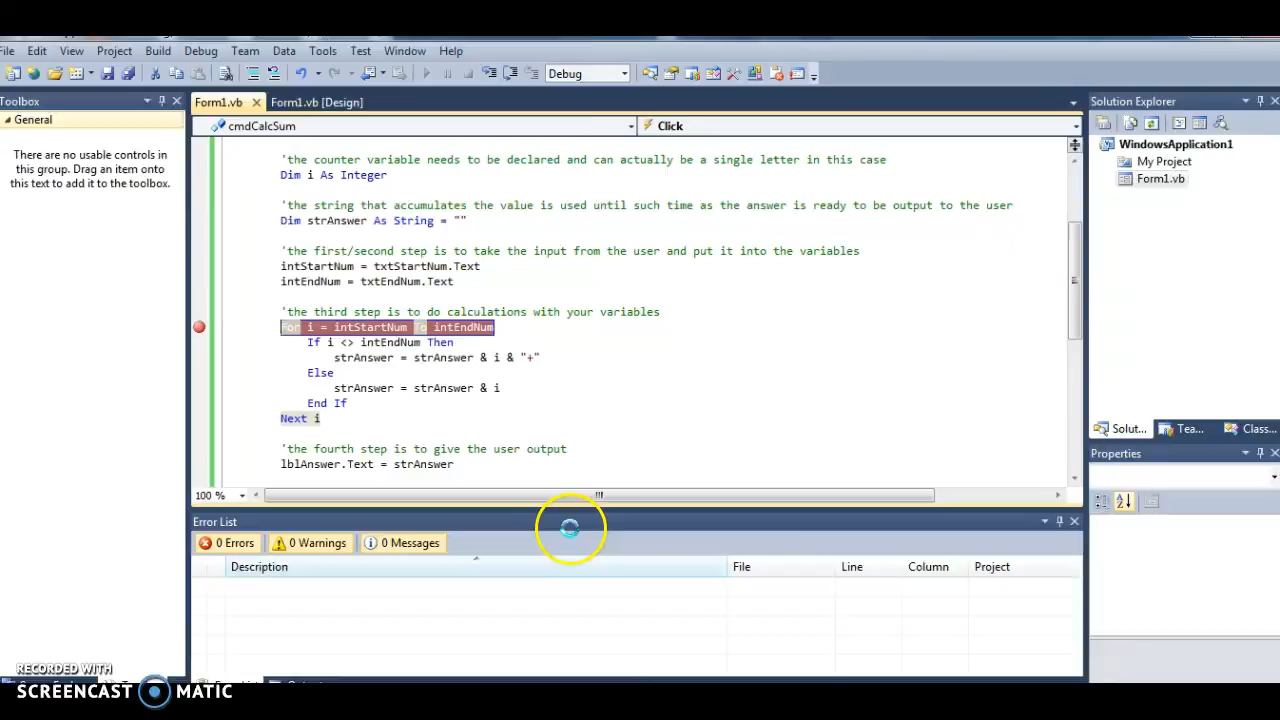 File Edit View Project Build Debug Team Data Tools Test Window Help
Debug
Toolbox
General
There are no usable controls in
this group. Drag an item onto
this text to add it to the toolbox.
Form1.vb Form1.vb [Design]
cmdCalcSum Click
'the counter variable needs to be declared and can actually be a single letter in this case
Dim i As Integer
'the string that accumulates the value is used until such time as the answer is ready to be output to the user
Dim strAnswer As String = ""
'the first/second step is to take the input from the user and put it into the variables
intStartNum = txtStartNum.Text
intEndNum = txtEndNum.Text
'the third step is to do calculations with your variables
For i = intStartNum To intEndNum
If i <> intEndNum Then
strAnswer = strAnswer & i & "+"
Else
strAnswer = strAnswer & i
End If
Next i
'the fourth step is to give the user output
lblAnswer.Text = strAnswer
100 %
Error List
0 Errors 0 Warnings 0 Messages
Description File Line Column Project
Solution Explorer
WindowsApplication1
My Project
Form1.vb
Solut... Tea... Class...
Properties
RECORDED WITH
SCREENCAST MATIC